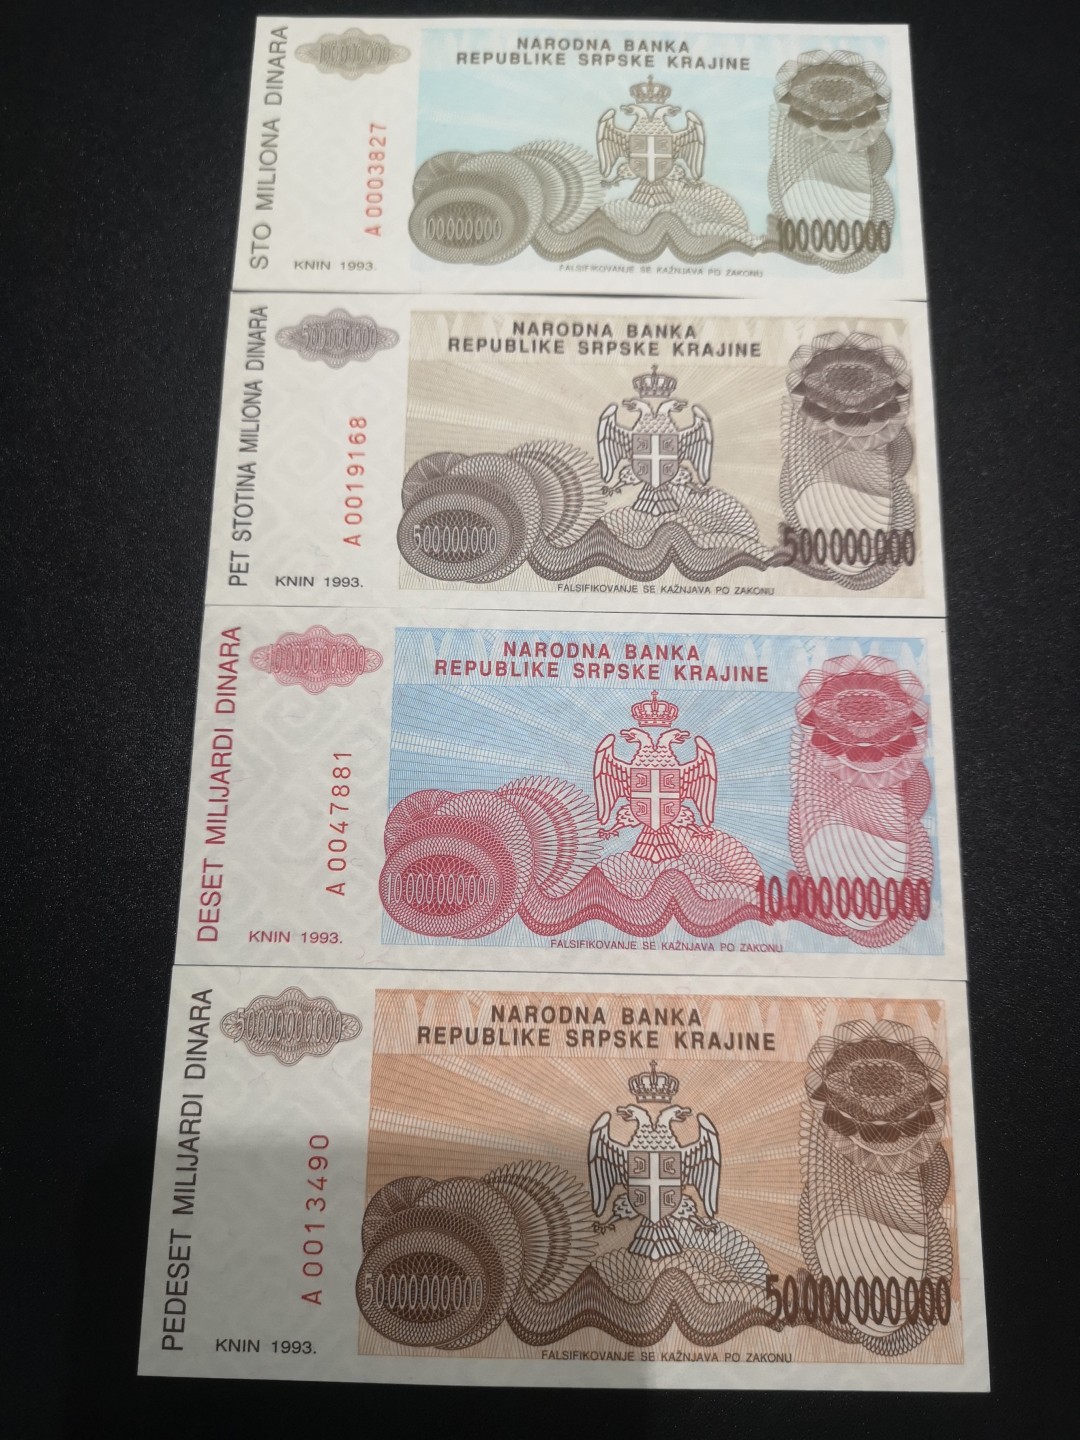 STO MILIONA DINARA
100000000
A 0003827
KNIN 1993.
NARODNA BANKA
REPUBLIKE SRPSKE KRAJINE
100000000
100000000
FALSIFIKOVANJE SE KAŽNJAVA PO ZAKONU
PET STOTINA MILIONA DINARA
500000000
A 0019168
KNIN 1993.
NARODNA BANKA
REPUBLIKE SRPSKE KRAJINE
500000000
500000000
FALSIFIKOVANJE SE KAŽNJAVA PO ZAKONU
DESET MILIJARDI DINARA
10000000000
A 0047881
KNIN 1993.
NARODNA BANKA
REPUBLIKE SRPSKE KRAJINE
10000000000
10000000000
FALSIFIKOVANJE SE KAŽNJAVA PO ZAKONU
PEDESET MILIJARDI DINARA
50000000000
A 0013490
KNIN 1993.
NARODNA BANKA
REPUBLIKE SRPSKE KRAJINE
50000000000
50000000000
FALSIFIKOVANJE SE KAŽNJAVA PO ZAKONU